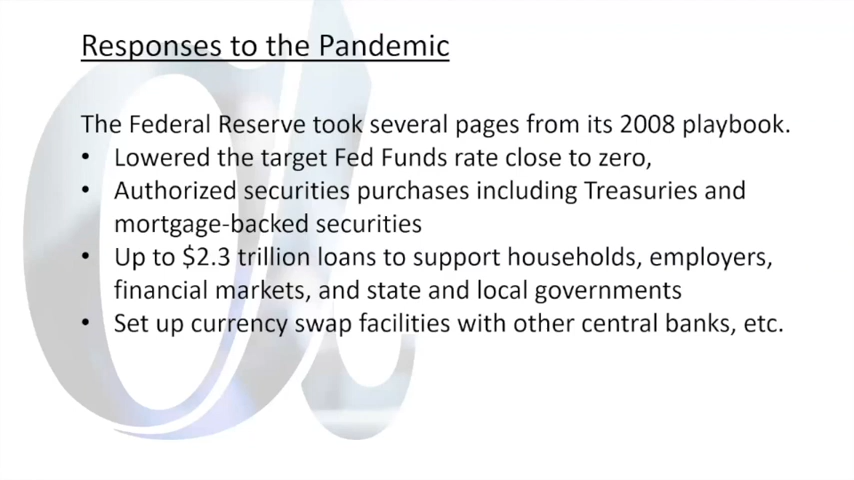 Responses to the Pandemic
The Federal Reserve took several pages from its 2008 playbook.
• Lowered the target Fed Funds rate close to zero,
• Authorized securities purchases including Treasuries and
mortgage-backed securities
• Up to $2.3 trillion loans to support households, employers,
financial markets, and state and local governments
• Set up currency swap facilities with other central banks, etc.